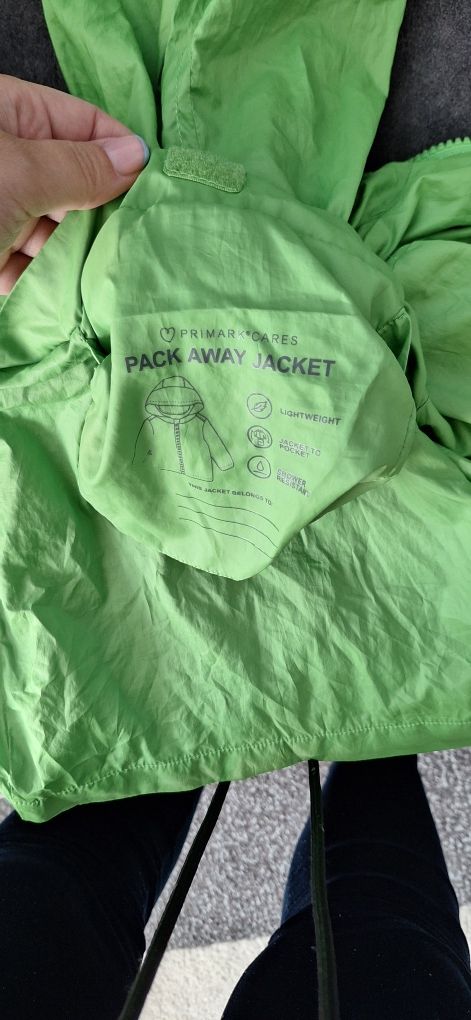 PRIMARK®CARES
PACK AWAY JACKET
LIGHTWEIGHT
JACKET TO
POCKET
SHOWER
RESISTANT
THIS JACKET BELONGS TO: